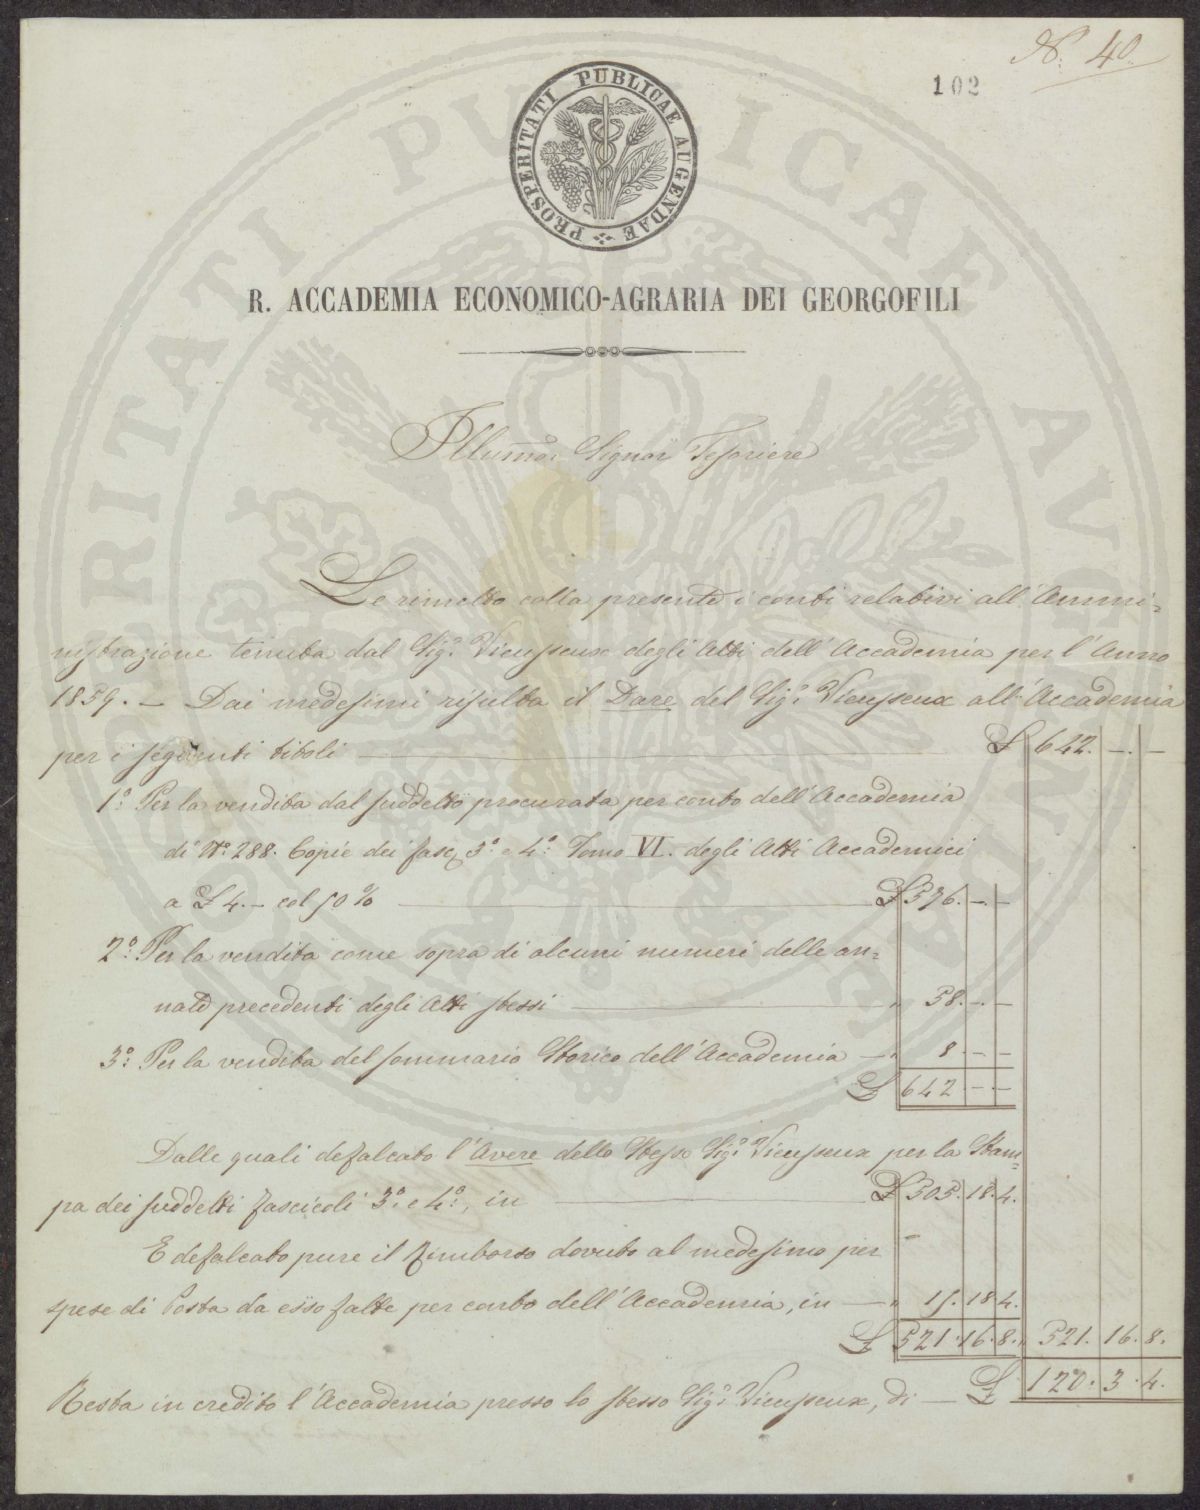 N.° 40.
102
PROSPERITATI PUBLICAE AUGENDAE
R. ACCADEMIA ECONOMICO-AGRARIA DEI GEORGOFILI
Illumo: Signor Tesoriere
Le rimetto colla presente i conti relativi all'Ammi=
nistrazione tenuta dal Sig.r Vieusseux degli Atti dell'Accademia per l'Anno
1859. — Dai medesimi risulta il Dare del Sig.r Vieusseux all'Accademia
per i seguenti titoli — £ 642. — . —
1.° Per la vendita dal suddetto procurata per conto dell'Accademia
di N.° 288. Copie dei fasc. 3.° e 4.° Tomo VI. degli Atti Accademici
a £ 4. — col 50 % — £ 576. — . —
2.° Per la vendita come sopra di alcuni numeri delle an=
nate precedenti degli Atti stessi — " 58. — . —
3.° Per la vendita del sommario Storico dell'Accademia — " 8. — . —
£ 642. — . —
Dalle quali defalcato l'Avere dello Stesso Sig.r Vieusseux per la Stam=
pa dei suddetti fascicoli 3.° e 4.°, in — £ 505. 18. 4.
E defalcato pure il Rimborso dovuto al medesimo per
spese di Posta da esso fatte per conto dell'Accademia, in — " 15. 18. 4.
£ 521. 16. 8. 521. 16. 8.
Resta in credito l'Accademia presso lo stesso Sig.r Vieusseux, di — £ 120. 3. 4.